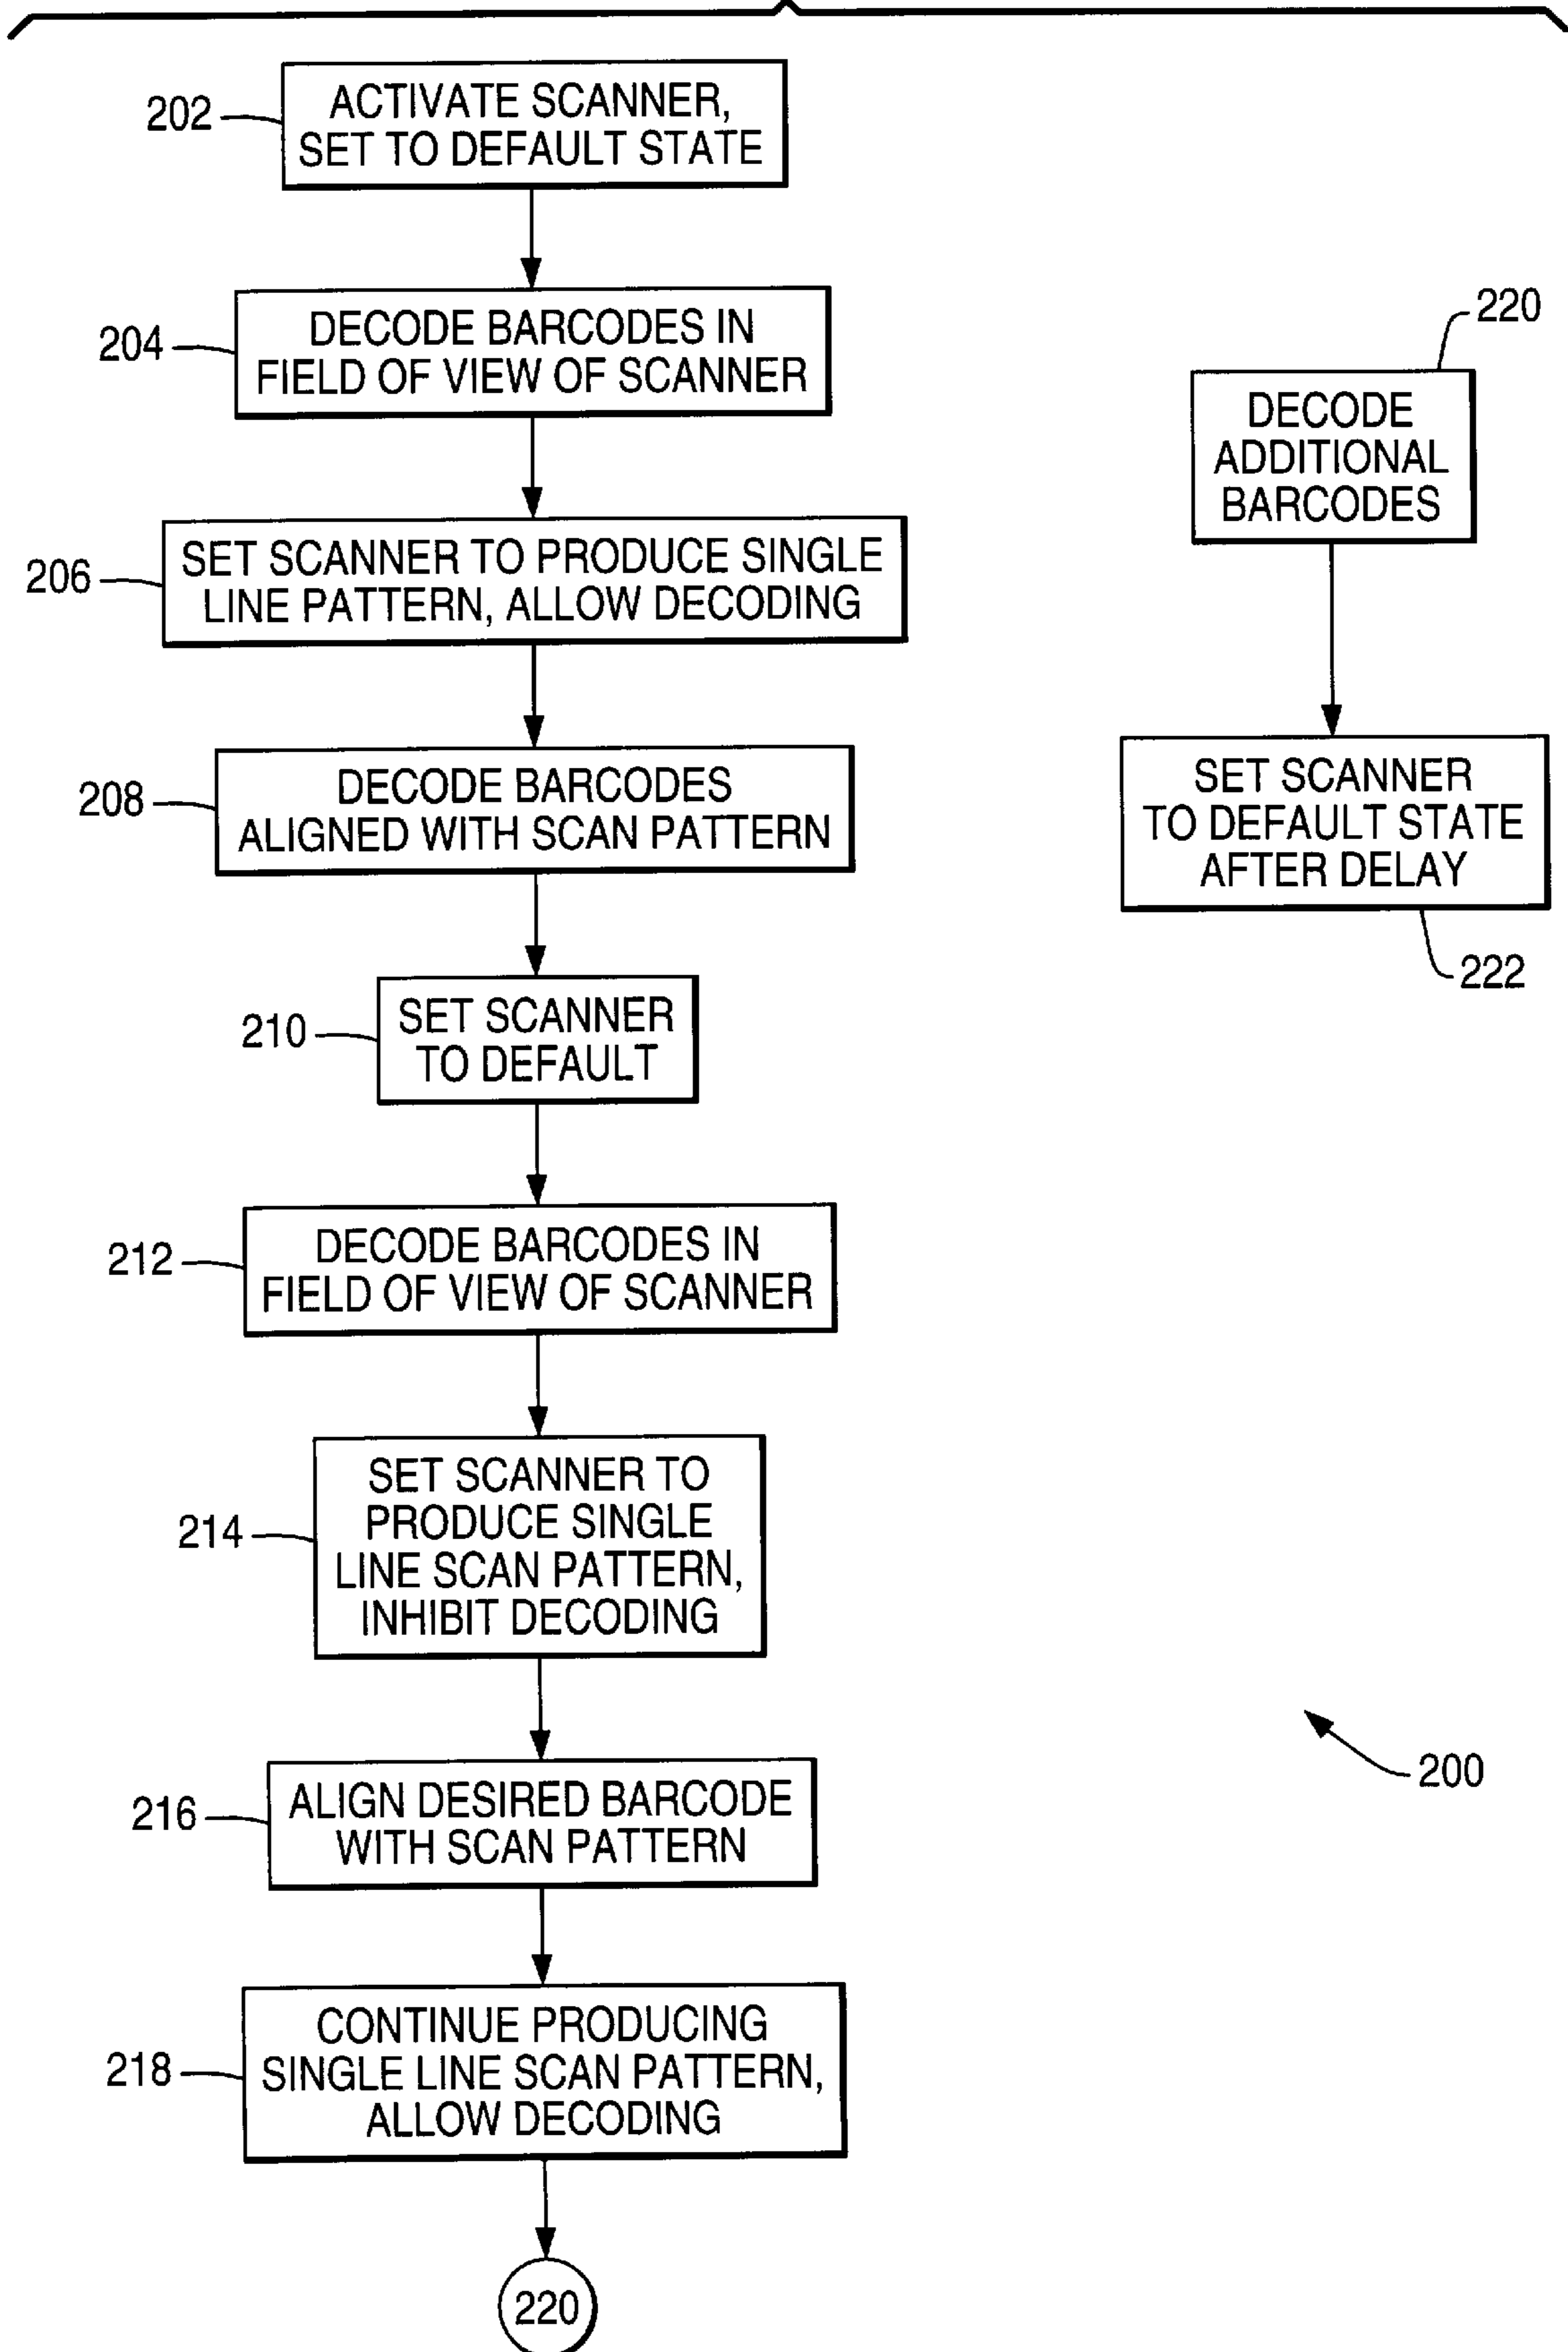 202
ACTIVATE SCANNER,
SET TO DEFAULT STATE
204
DECODE BARCODES IN
FIELD OF VIEW OF SCANNER
206
SET SCANNER TO PRODUCE SINGLE
LINE PATTERN, ALLOW DECODING
208
DECODE BARCODES
ALIGNED WITH SCAN PATTERN
210
SET SCANNER
TO DEFAULT
212
DECODE BARCODES IN
FIELD OF VIEW OF SCANNER
214
SET SCANNER TO
PRODUCE SINGLE
LINE SCAN PATTERN,
INHIBIT DECODING
216
ALIGN DESIRED BARCODE
WITH SCAN PATTERN
218
CONTINUE PRODUCING
SINGLE LINE SCAN PATTERN,
ALLOW DECODING
220
220
DECODE
ADDITIONAL
BARCODES
SET SCANNER
TO DEFAULT STATE
AFTER DELAY
222
200